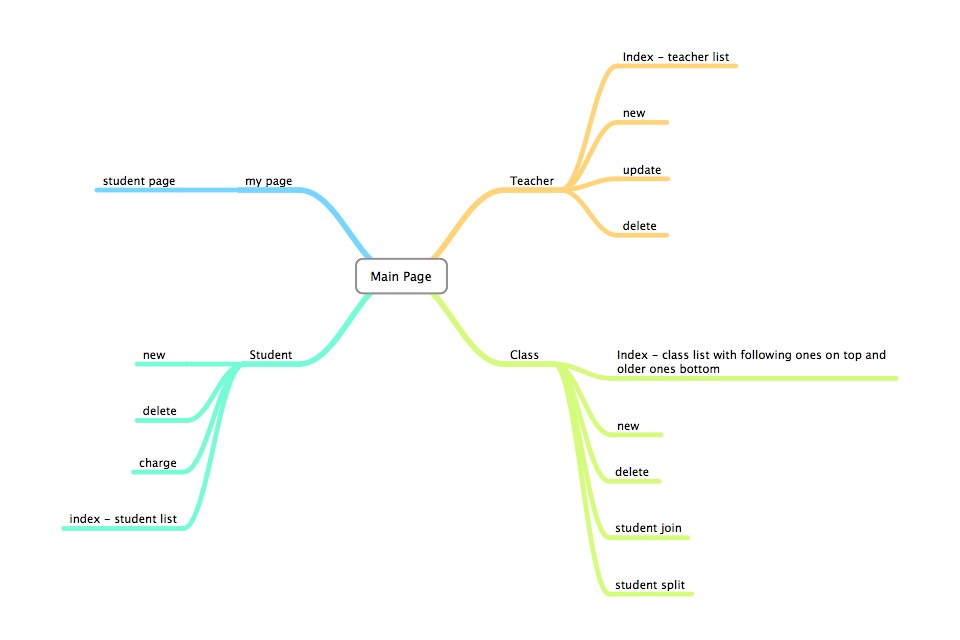 Main Page
Teacher
Index – teacher list
new
update
delete
Class
Index – class list with following ones on top and
older ones bottom
new
delete
student join
student split
my page
student page
Student
new
delete
charge
index – student list